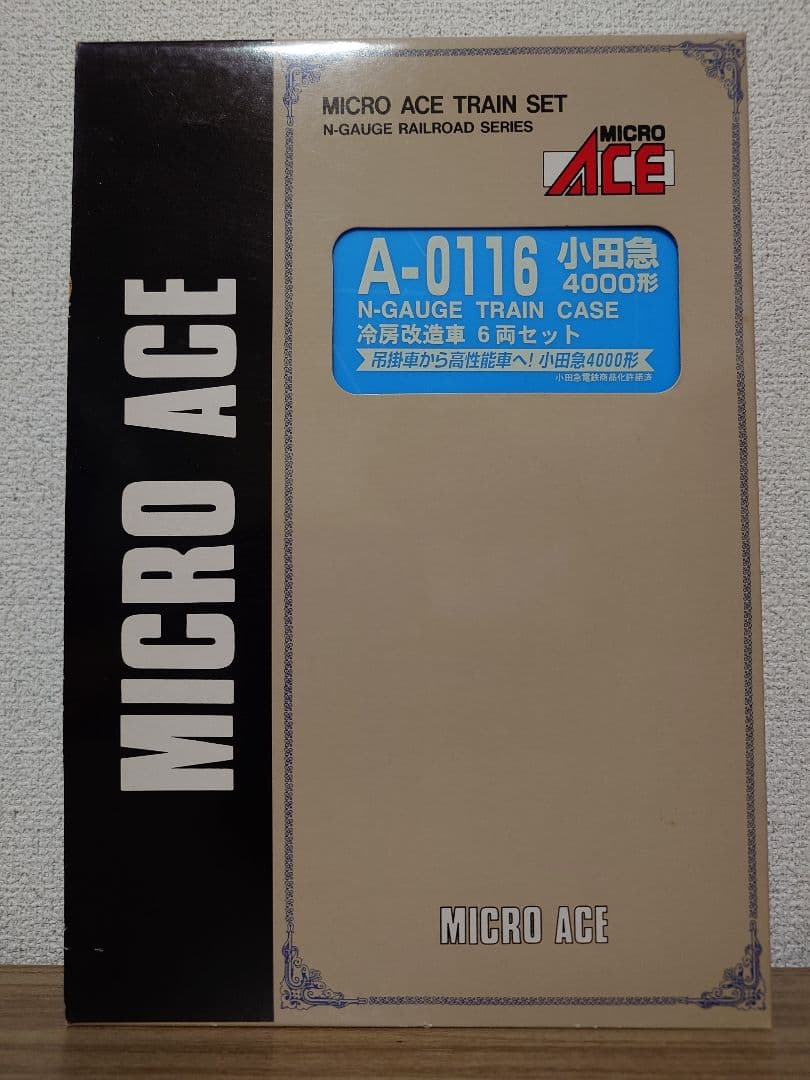 MICRO ACE
MICRO ACE TRAIN SET
N-GAUGE RAILROAD SERIES
MICRO
ACE
A-0116 小田急
4000形
N-GAUGE TRAIN CASE
冷房改造車 6両セット
吊掛車から高性能車へ!小田急4000形
小田急電鉄商品化許諾済
MICRO ACE